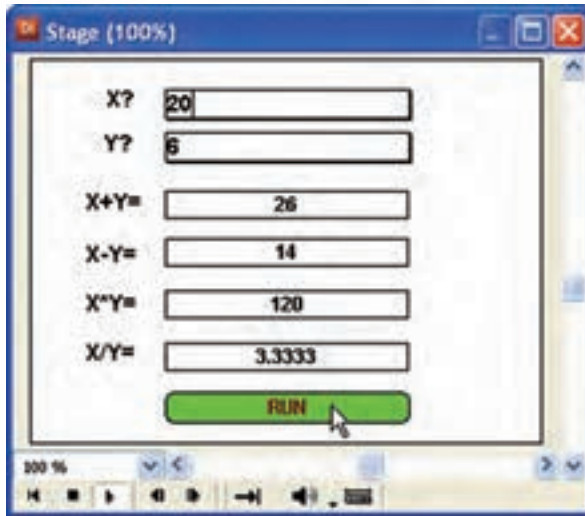 Stage (100%)
X? 20
Y? 6
X+Y= 26
X-Y= 14
X*Y= 120
X/Y= 3.3333
RUN
100 %